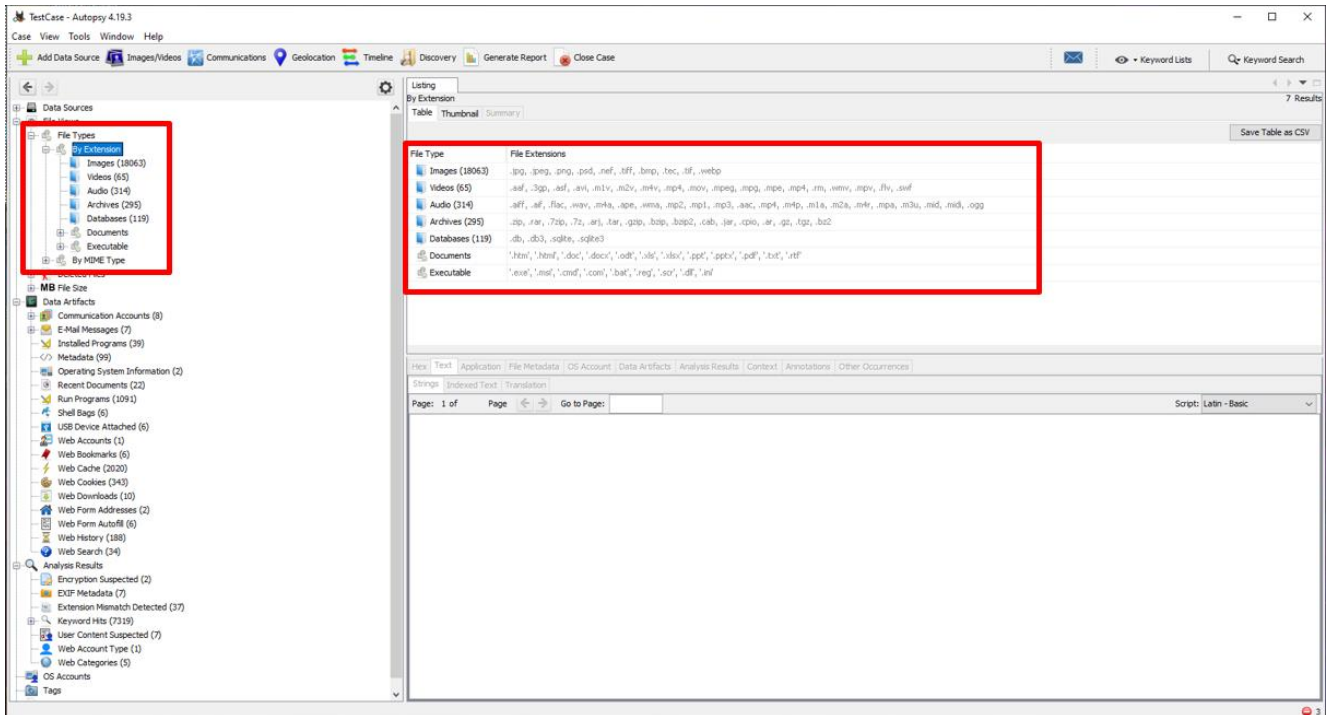 TestCase - Autopsy 4.19.3
Case View Tools Window Help
Add Data Source Images/Videos Communications Geolocation Timeline Discovery Generate Report Close Case Keyword Lists Keyword Search
Data Sources
File Types
By Extension
Images (18063)
Videos (65)
Audio (314)
Archives (295)
Databases (119)
Documents
Executable
By MIME Type
Deleted Files
MB File Size
Data Artifacts
Communication Accounts (8)
E-Mail Messages (7)
Installed Programs (39)
Metadata (99)
Operating System Information (2)
Recent Documents (22)
Run Programs (1091)
Shell Bags (6)
USB Device Attached (6)
Web Accounts (1)
Web Bookmarks (6)
Web Cache (2020)
Web Cookies (343)
Web Downloads (10)
Web Form Addresses (2)
Web Form Autofill (6)
Web History (188)
Web Search (34)
Analysis Results
Encryption Suspected (2)
EXIF Metadata (7)
Extension Mismatch Detected (37)
Keyword Hits (7319)
User Content Suspected (7)
Web Account Type (1)
Web Categories (5)
OS Accounts
Tags
Listing
By Extension 7 Results
Table Thumbnail Summary
Save Table as CSV
File Type File Extensions
Images (18063) .jpg, .jpeg, .png, .psd, .nef, .tiff, .bmp, .tec, .tif, .webp
Videos (65) .aaf, .3gp, .asf, .avi, .m1v, .m2v, .m4v, .mp4, .mov, .mpeg, .mpg, .mpe, .mp4, .rm, .wmv, .mpv, .flv, .swf
Audio (314) .aiff, .aif, .flac, .wav, .m4a, .ape, .wma, .mp2, .mp1, .mp3, .aac, .mp4, .m4p, .m1a, .m2a, .m4r, .mpa, .m3u, .mid, .midi, .ogg
Archives (295) .zip, .rar, .7zip, .7z, .arj, .tar, .gzip, .bzip, .bzip2, .cab, .jar, .cpio, .ar, .gz, .tgz, .bz2
Databases (119) .db, .db3, .sqlite, .sqlite3
Documents '.htm', '.html', '.doc', '.docx', '.odt', '.xls', '.xlsx', '.ppt', '.pptx', '.pdf', '.txt', '.rtf'
Executable '.exe', '.msi', '.cmd', '.com', '.bat', '.reg', '.scr', '.dll', '.ini'
Hex Text Application File Metadata OS Account Data Artifacts Analysis Results Context Annotations Other Occurrences
Strings Indexed Text Translation
Page: 1 of Page Go to Page: Script: Latin - Basic
3